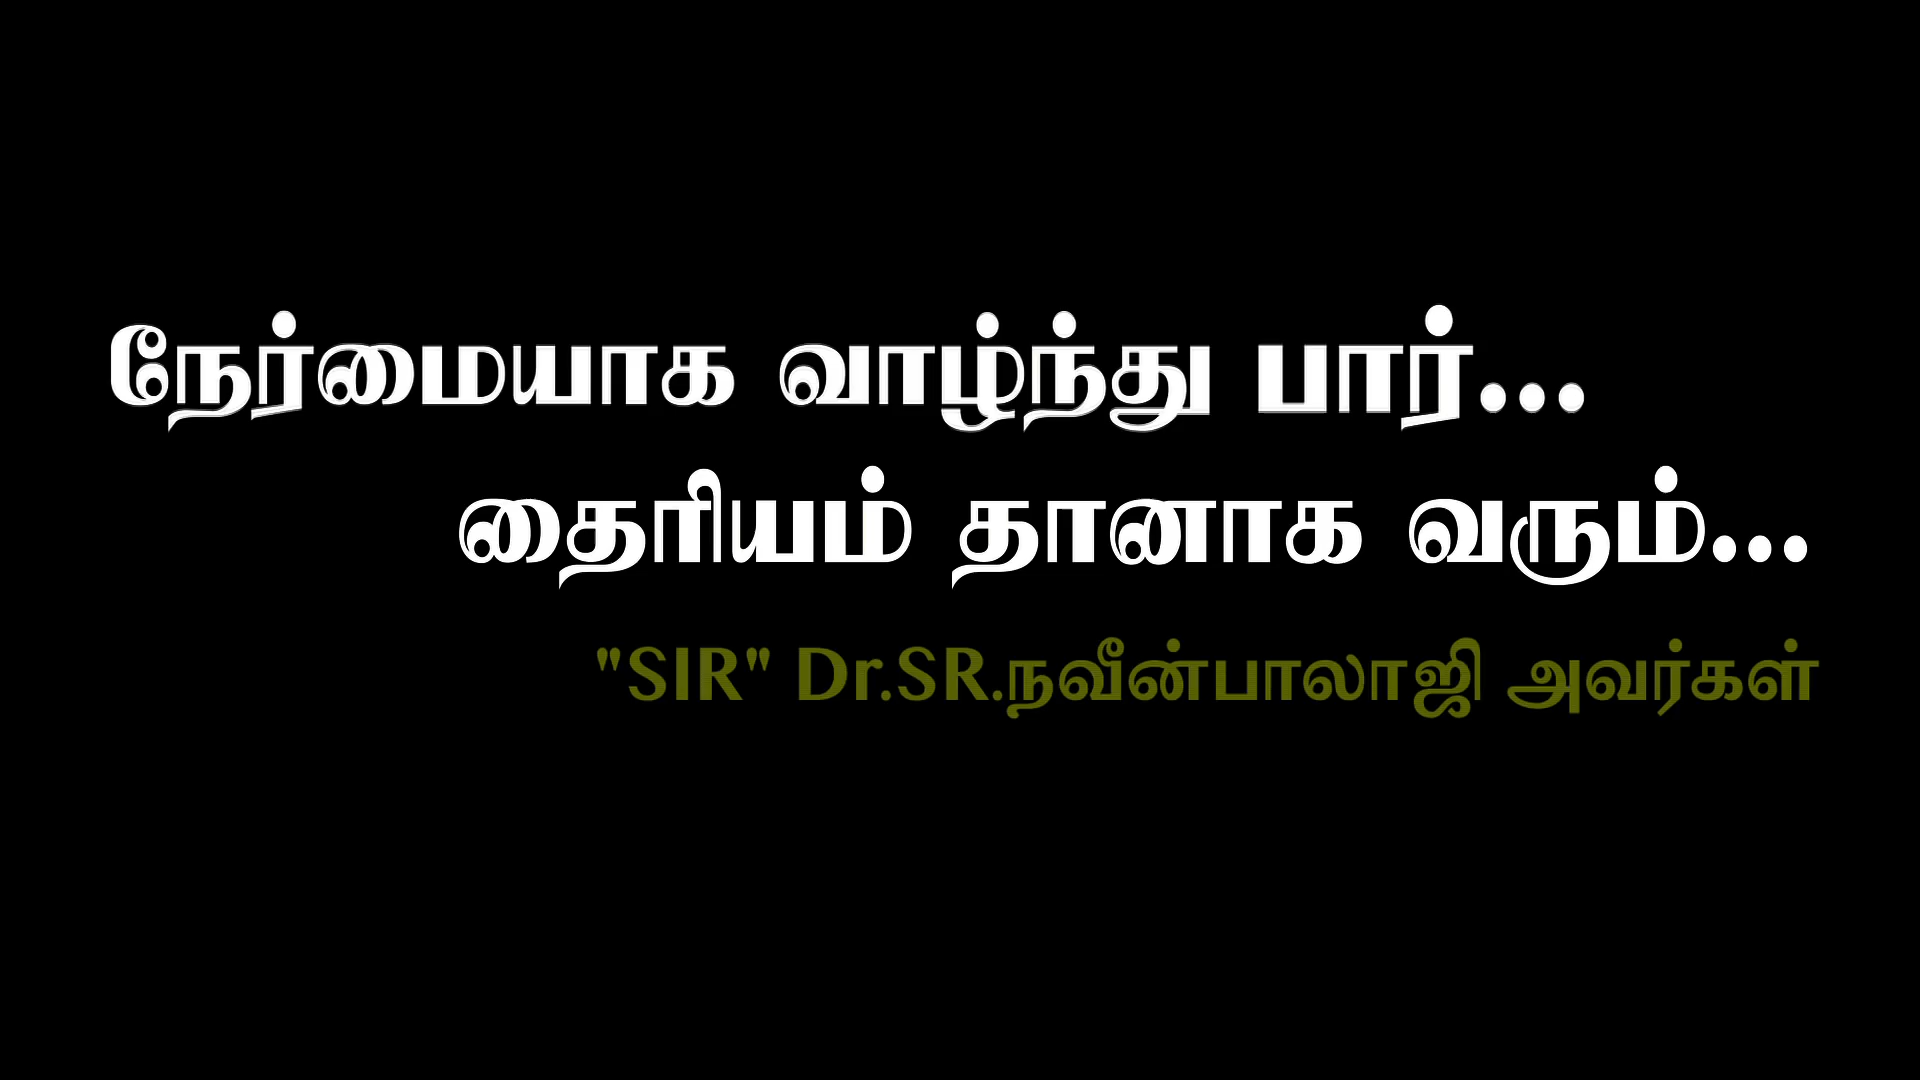 நேர்மையாக வாழ்ந்து பார்...
தைரியம் தானாக வரும்...
"SIR" Dr.SR.நவீன்பாலாஜி அவர்கள்